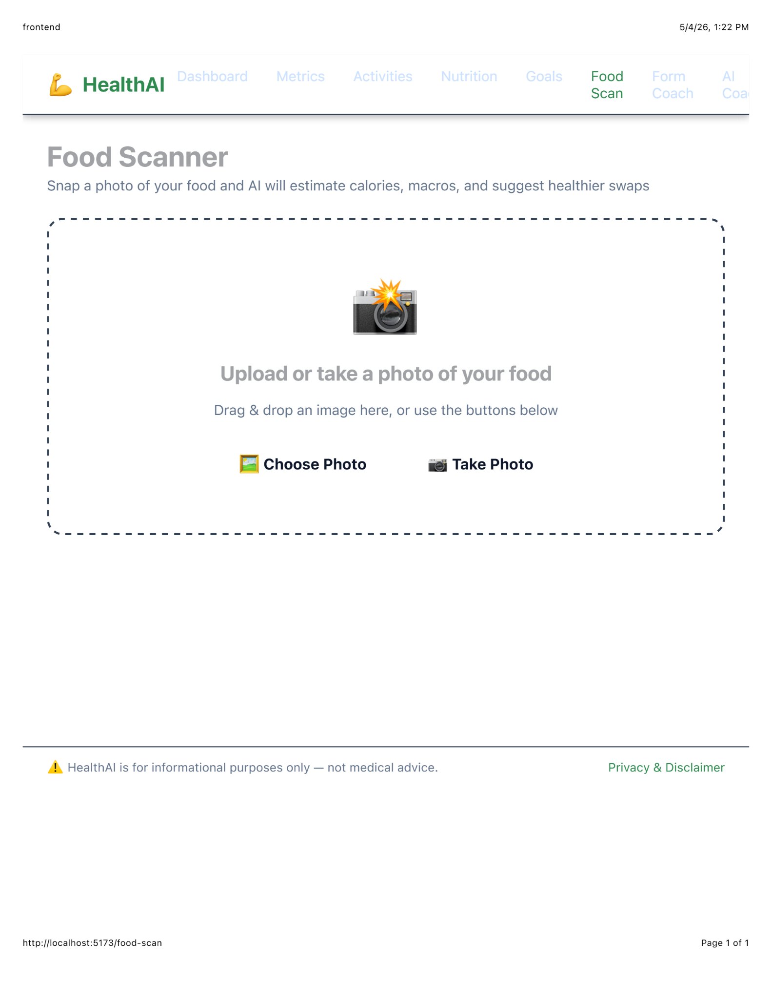 frontend 5/4/26, 1:22 PM
HealthAI Dashboard Metrics Activities Nutrition Goals Food Scan Form Coach AI
Food Scanner
Snap a photo of your food and AI will estimate calories, macros, and suggest healthier swaps
Upload or take a photo of your food
Drag & drop an image here, or use the buttons below
Choose Photo Take Photo
HealthAI is for informational purposes only — not medical advice. Privacy & Disclaimer
http://localhost:5173/food-scan Page 1 of 1